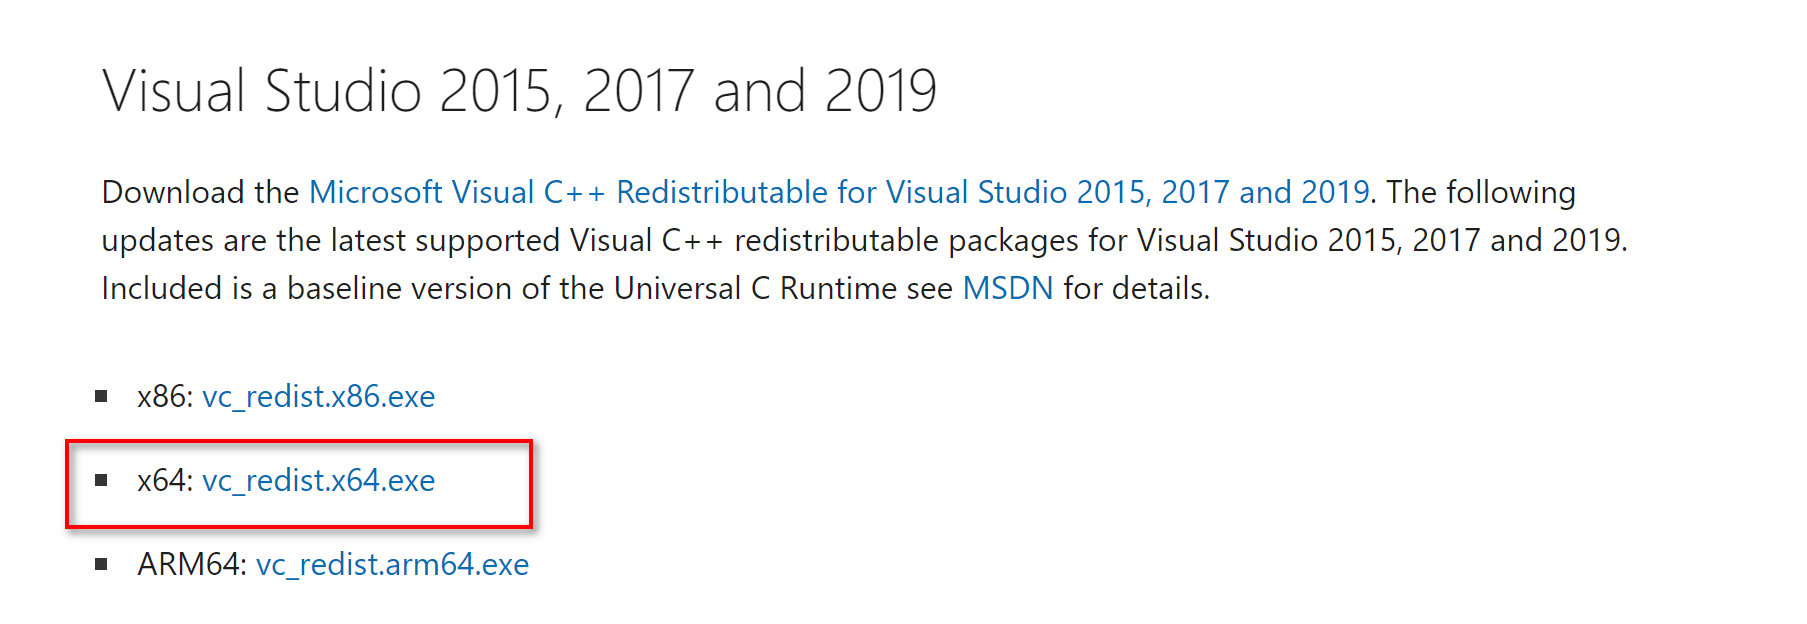 Visual Studio 2015, 2017 and 2019
Download the Microsoft Visual C++ Redistributable for Visual Studio 2015, 2017 and 2019. The following
updates are the latest supported Visual C++ redistributable packages for Visual Studio 2015, 2017 and 2019.
Included is a baseline version of the Universal C Runtime see MSDN for details.
x86: vc_redist.x86.exe
x64: vc_redist.x64.exe
ARM64: vc_redist.arm64.exe